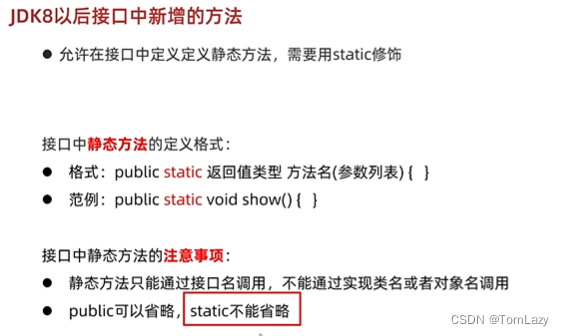 JDK8以后接口中新增的方法
● 允许在接口中定义定义静态方法，需要用static修饰
接口中静态方法的定义格式：
● 格式：public static 返回值类型 方法名(参数列表) { }
● 范例：public static void show() { }
接口中静态方法的注意事项：
● 静态方法只能通过接口名调用，不能通过实现类名或者对象名调用
● public可以省略，static不能省略
CSDN @TomLazy